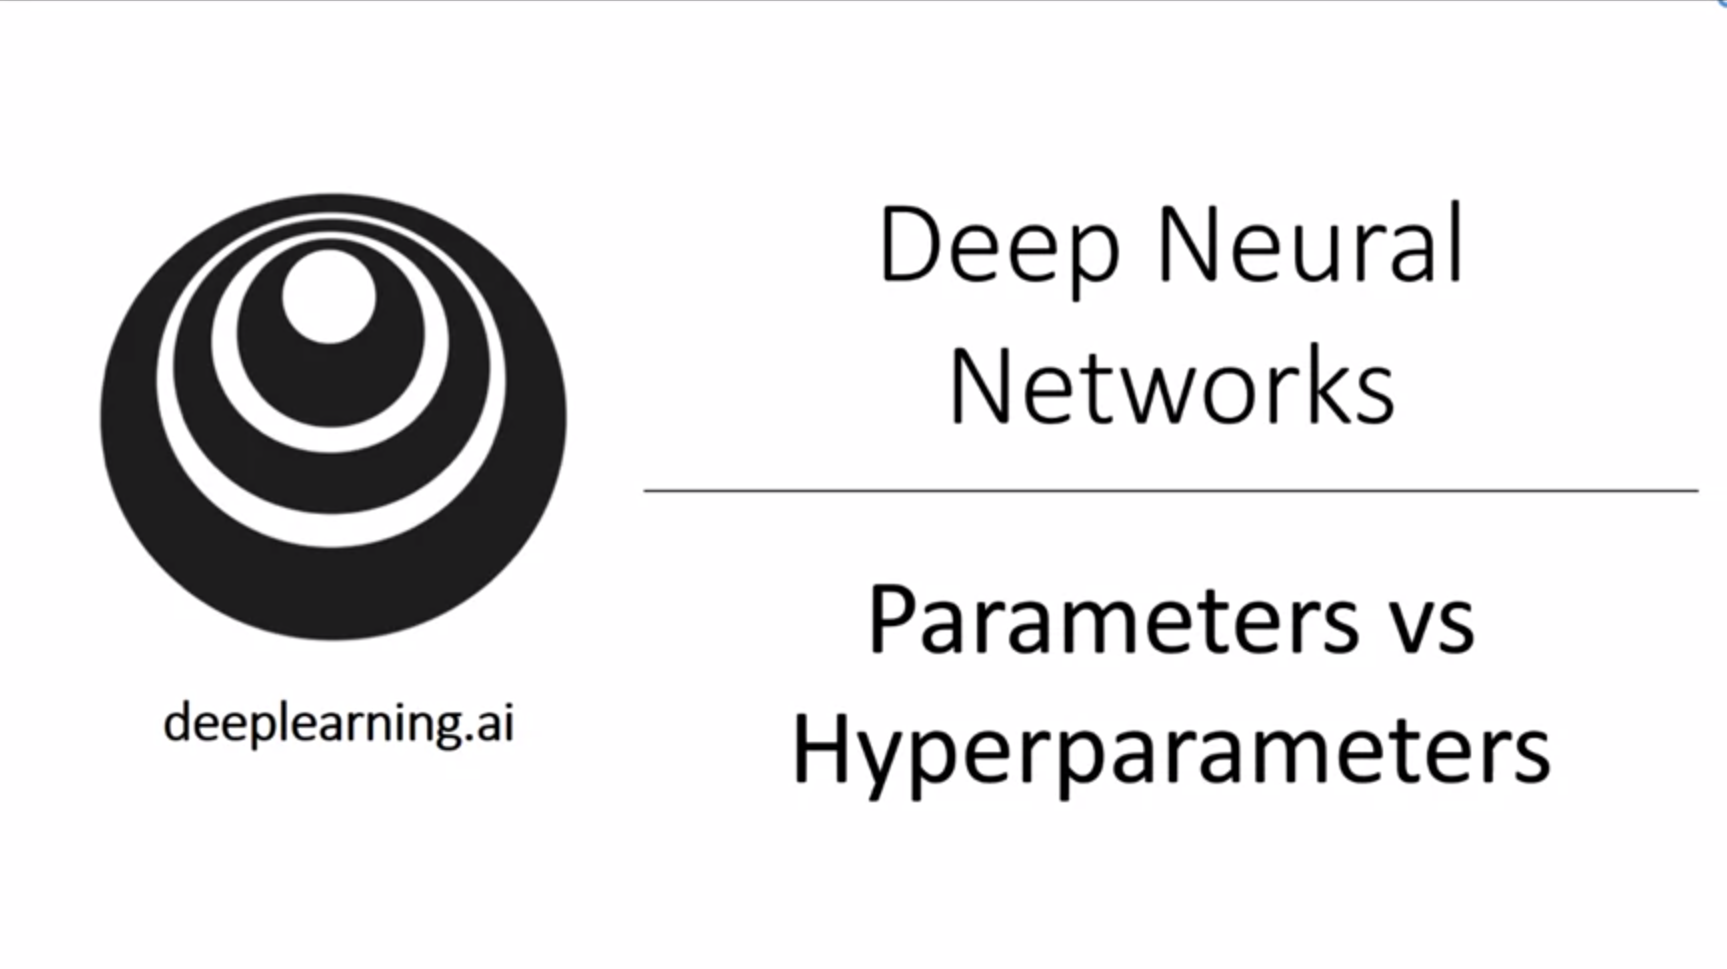 Deep Neural
Networks
Parameters vs
Hyperparameters
deeplearning.ai